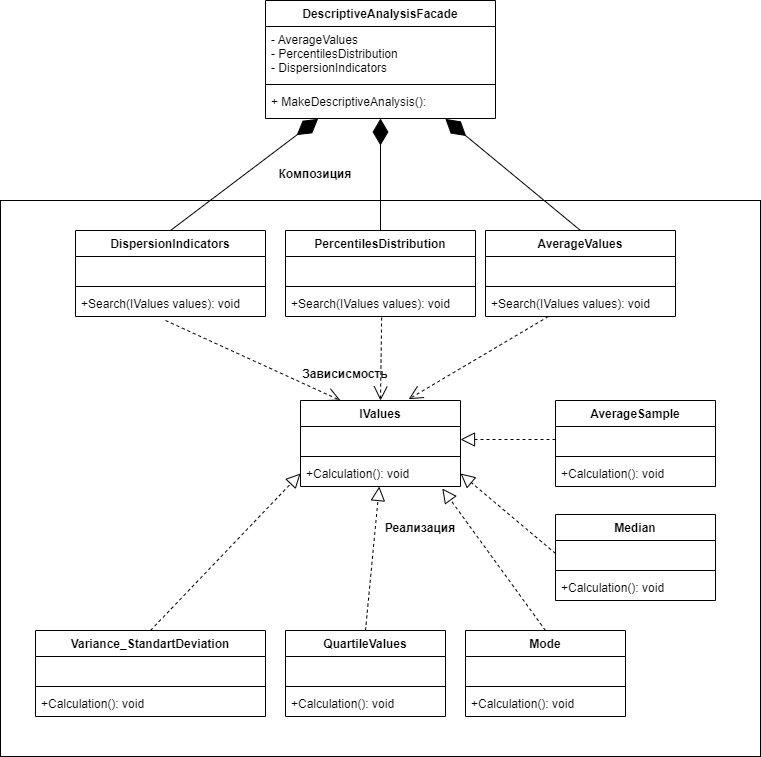 DescriptiveAnalysisFacade
- AverageValues
- PercentilesDistribution
- DispersionIndicators
+ MakeDescriptiveAnalysis():
Композиция
DispersionIndicators
+Search(IValues values): void
PercentilesDistribution
+Search(IValues values): void
AverageValues
+Search(IValues values): void
Зависисмость
IValues
+Calculation(): void
AverageSample
+Calculation(): void
Реализация
Median
+Calculation(): void
Variance_StandartDeviation
+Calculation(): void
QuartileValues
+Calculation(): void
Mode
+Calculation(): void